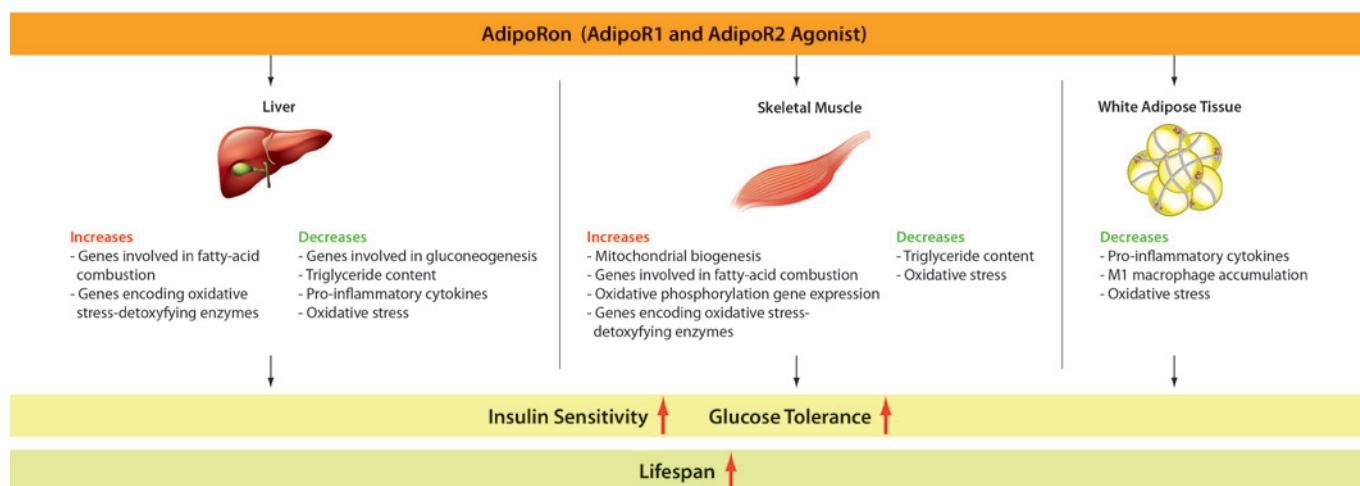 AdipoRon (AdipoR1 and AdipoR2 Agonist)
Liver
Increases
- Genes involved in fatty-acid
combustion
- Genes encoding oxidative
stress-detoxyfying enzymes
Decreases
- Genes involved in gluconeogenesis
- Triglyceride content
- Pro-inflammatory cytokines
- Oxidative stress
Skeletal Muscle
Increases
- Mitochondrial biogenesis
- Genes involved in fatty-acid combustion
- Oxidative phosphorylation gene expression
- Genes encoding oxidative stress-
detoxyfying enzymes
Decreases
- Triglyceride content
- Oxidative stress
White Adipose Tissue
Decreases
- Pro-inflammatory cytokines
- M1 macrophage accumulation
- Oxidative stress
Insulin Sensitivity Glucose Tolerance
Lifespan